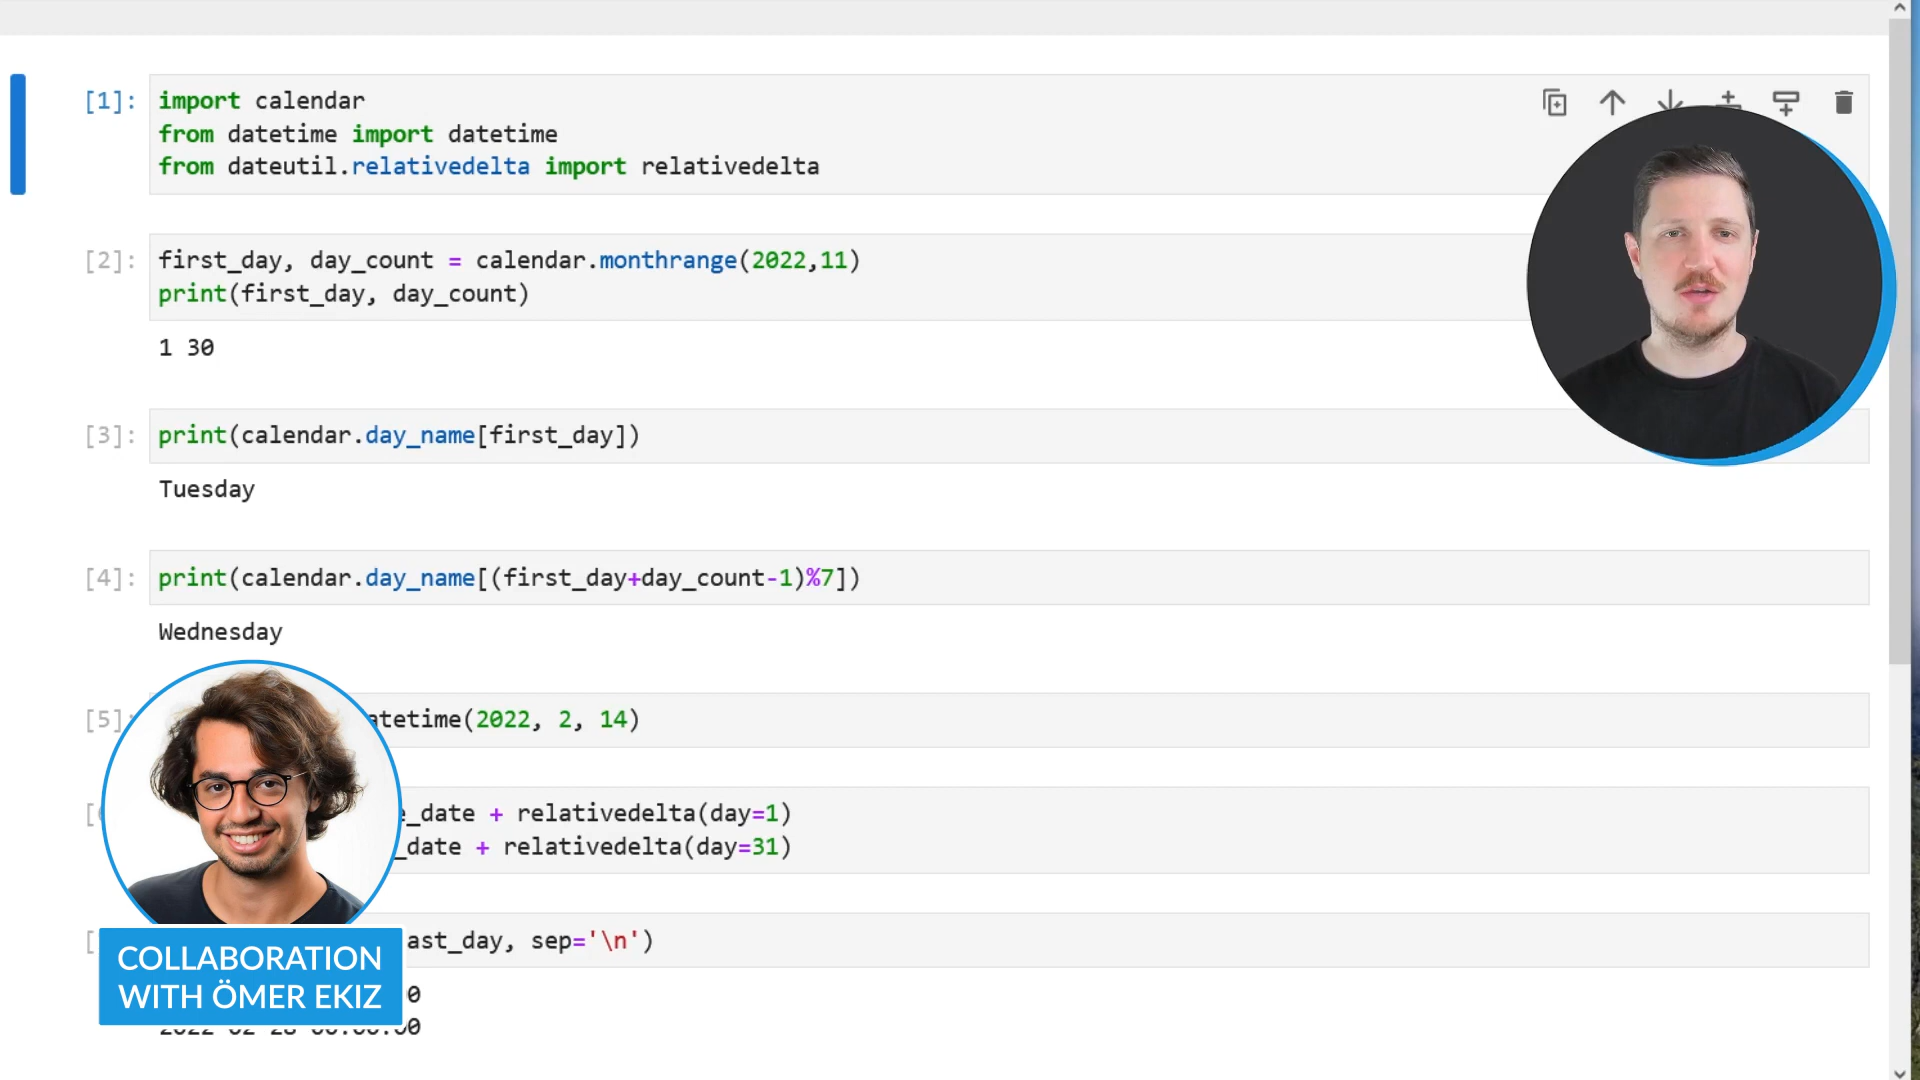 [1]: import calendar
from datetime import datetime
from dateutil.relativedelta import relativedelta
[2]: first_day, day_count = calendar.monthrange(2022,11)
print(first_day, day_count)
1 30
[3]: print(calendar.day_name[first_day])
Tuesday
[4]: print(calendar.day_name[(first_day+day_count-1)%7])
Wednesday
[5]: atetime(2022, 2, 14)
_date + relativedelta(day=1)
_date + relativedelta(day=31)
ast_day, sep='\n')
0
COLLABORATION
WITH ÖMER EKIZ